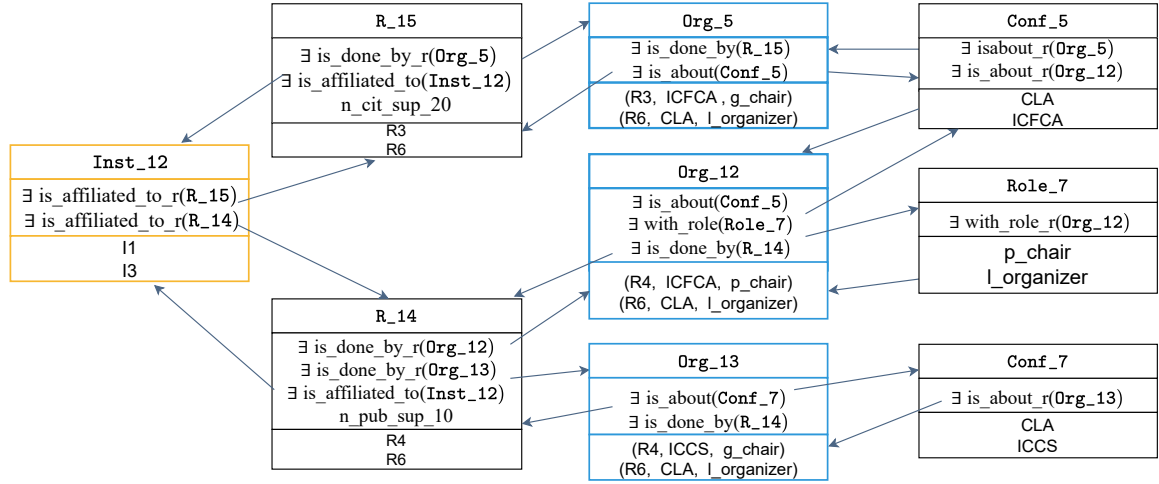 R_15
∃ is_done_by_r(Org_5)
∃ is_affiliated_to(Inst_12)
n_cit_sup_20
R3
R6
Org_5
∃ is_done_by(R_15)
∃ is_about(Conf_5)
(R3, ICFCA , g_chair)
(R6, CLA, l_organizer)
Conf_5
∃ isabout_r(Org_5)
∃ is_about_r(Org_12)
CLA
ICFCA
Inst_12
∃ is_affiliated_to_r(R_15)
∃ is_affiliated_to_r(R_14)
I1
I3
Org_12
∃ is_about(Conf_5)
∃ with_role(Role_7)
∃ is_done_by(R_14)
(R4, ICFCA, p_chair)
(R6, CLA, l_organizer)
Role_7
∃ with_role_r(Org_12)
p_chair
l_organizer
R_14
∃ is_done_by_r(Org_12)
∃ is_done_by_r(Org_13)
∃ is_affiliated_to(Inst_12)
n_pub_sup_10
R4
R6
Org_13
∃ is_about(Conf_7)
∃ is_done_by(R_14)
(R4, ICCS, g_chair)
(R6, CLA, l_organizer)
Conf_7
∃ is_about_r(Org_13)
CLA
ICCS